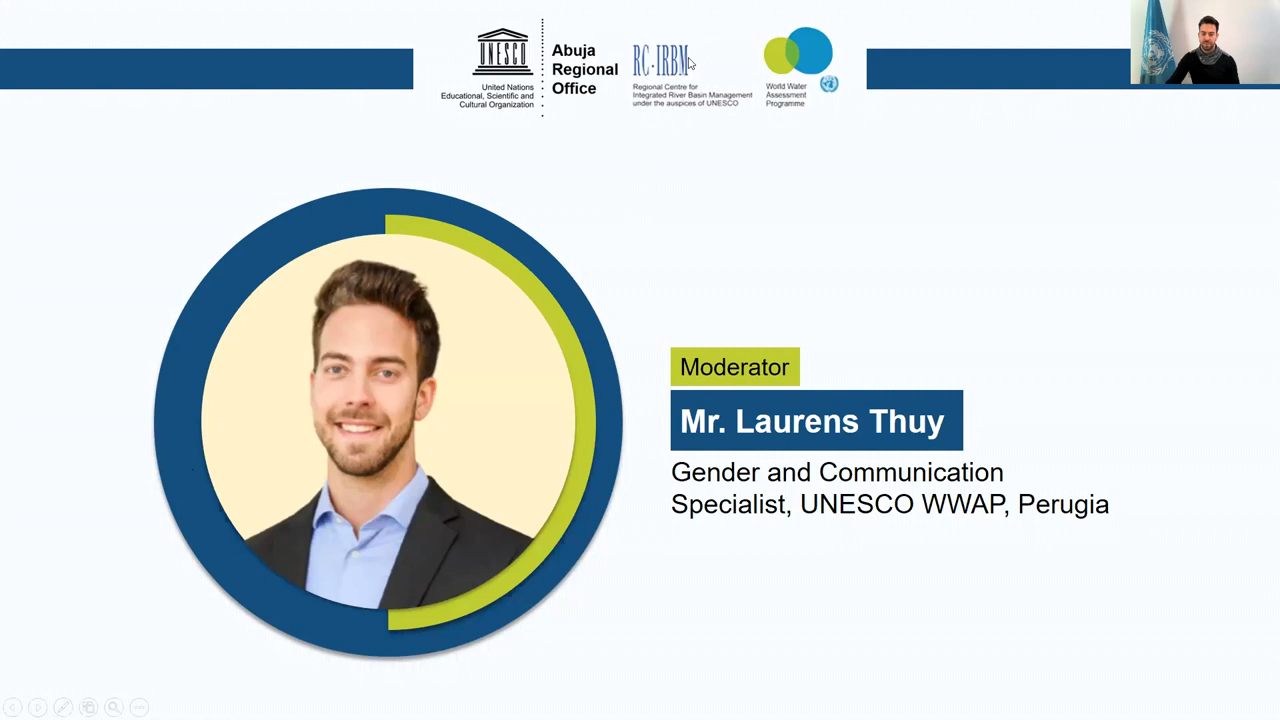 UNESCO
United Nations
Educational, Scientific and
Cultural Organization
Abuja
Regional
Office
RC-IRBM
Regional Centre for
Integrated River Basin Management
under the auspices of UNESCO
World Water
Assessment
Programme
Moderator
Mr. Laurens Thuy
Gender and Communication
Specialist, UNESCO WWAP, Perugia